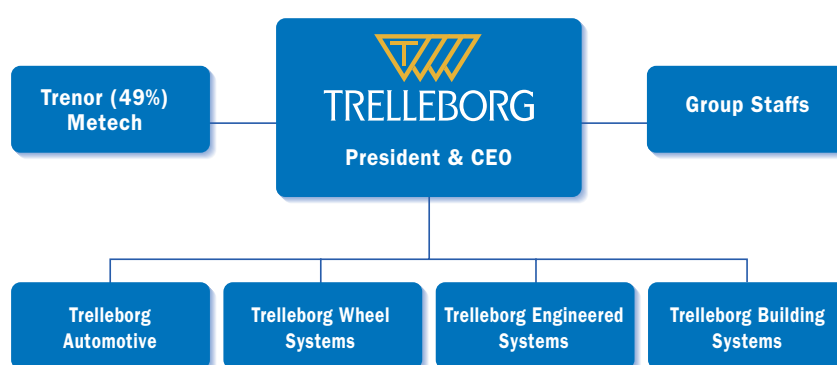 Trenor (49%)
Metech
T
TRELLEBORG
President & CEO
Group Staffs
Trelleborg
Automotive
Trelleborg Wheel
Systems
Trelleborg Engineered
Systems
Trelleborg Building
Systems